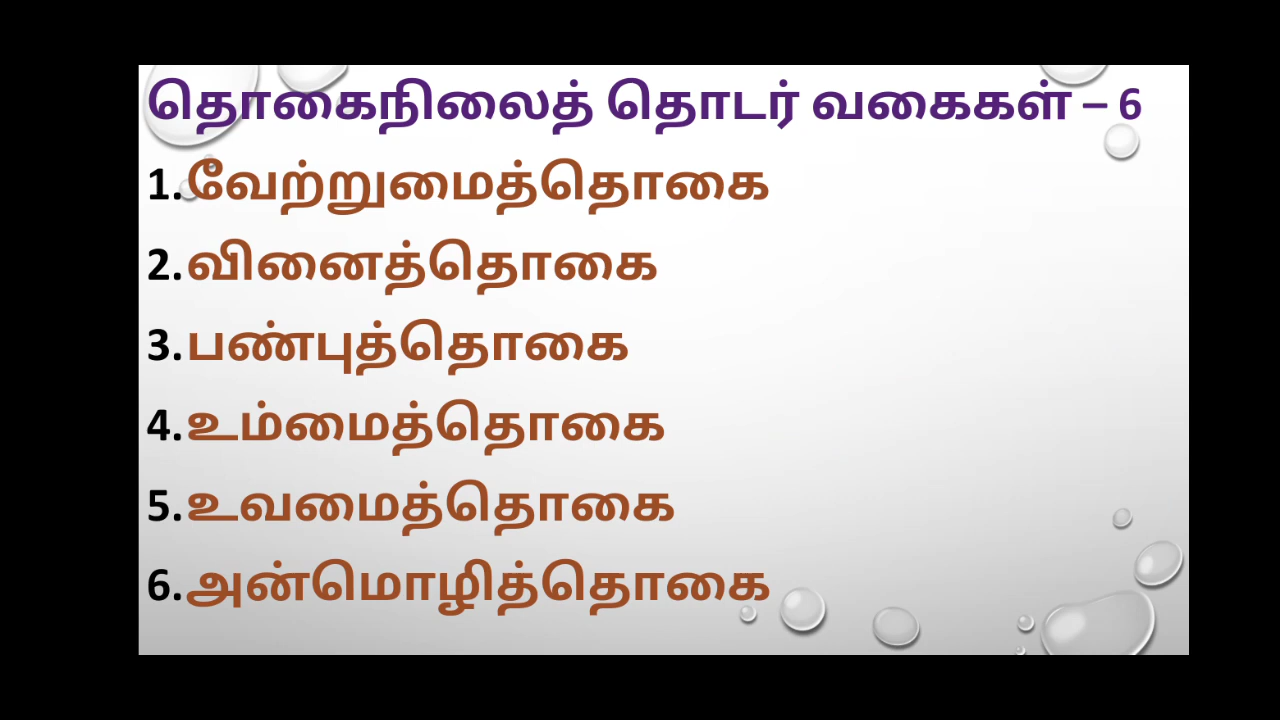 தொகைநிலைத் தொடர் வகைகள் – 6
1.வேற்றுமைத்தொகை
2.வினைத்தொகை
3.பண்புத்தொகை
4.உம்மைத்தொகை
5.உவமைத்தொகை
6.அன்மொழித்தொகை